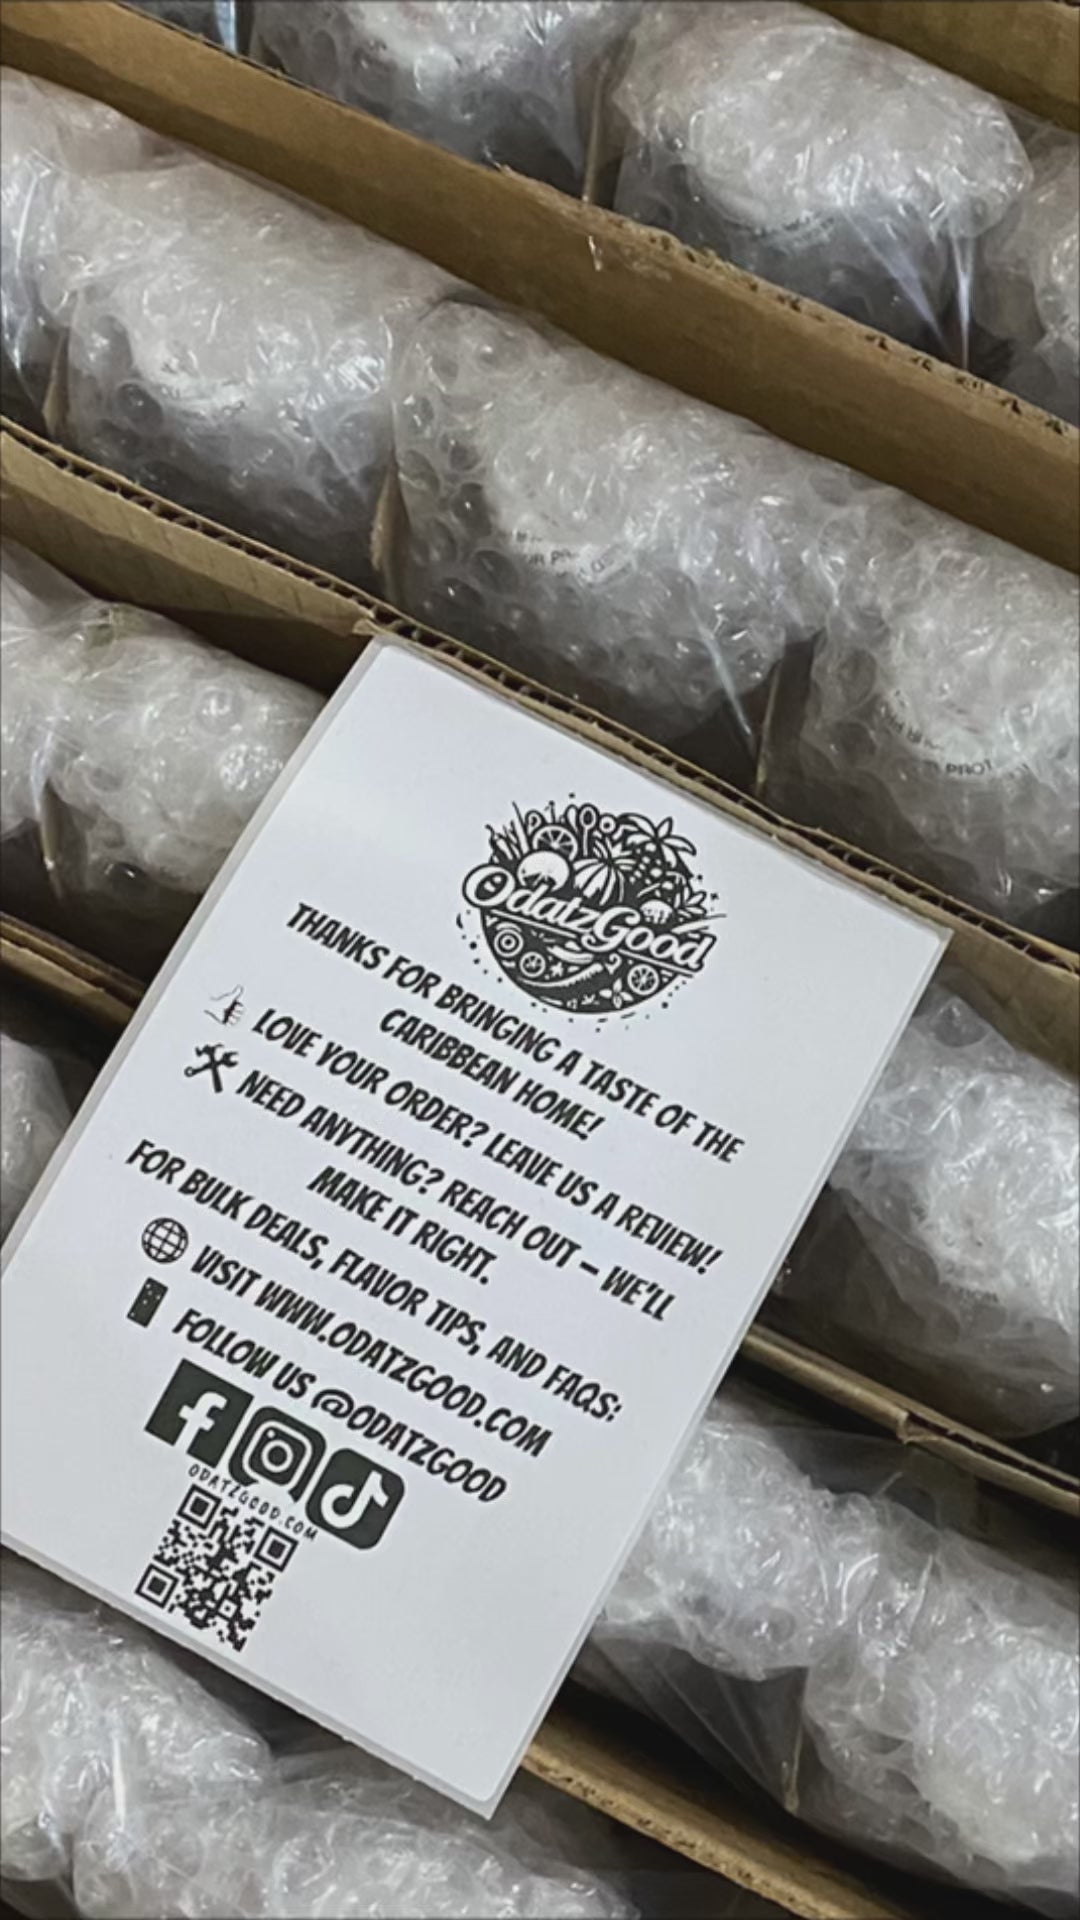 OdatzGood
THANKS FOR BRINGING A TASTE OF THE
CARIBBEAN HOME!
LOVE YOUR ORDER? LEAVE US A REVIEW!
NEED ANYTHING? REACH OUT – WE'LL
MAKE IT RIGHT.
FOR BULK DEALS, FLAVOR TIPS, AND FAQS:
VISIT WWW.ODATZGOOD.COM
FOLLOW US @ODATZGOOD
ODATZGOOD.COM